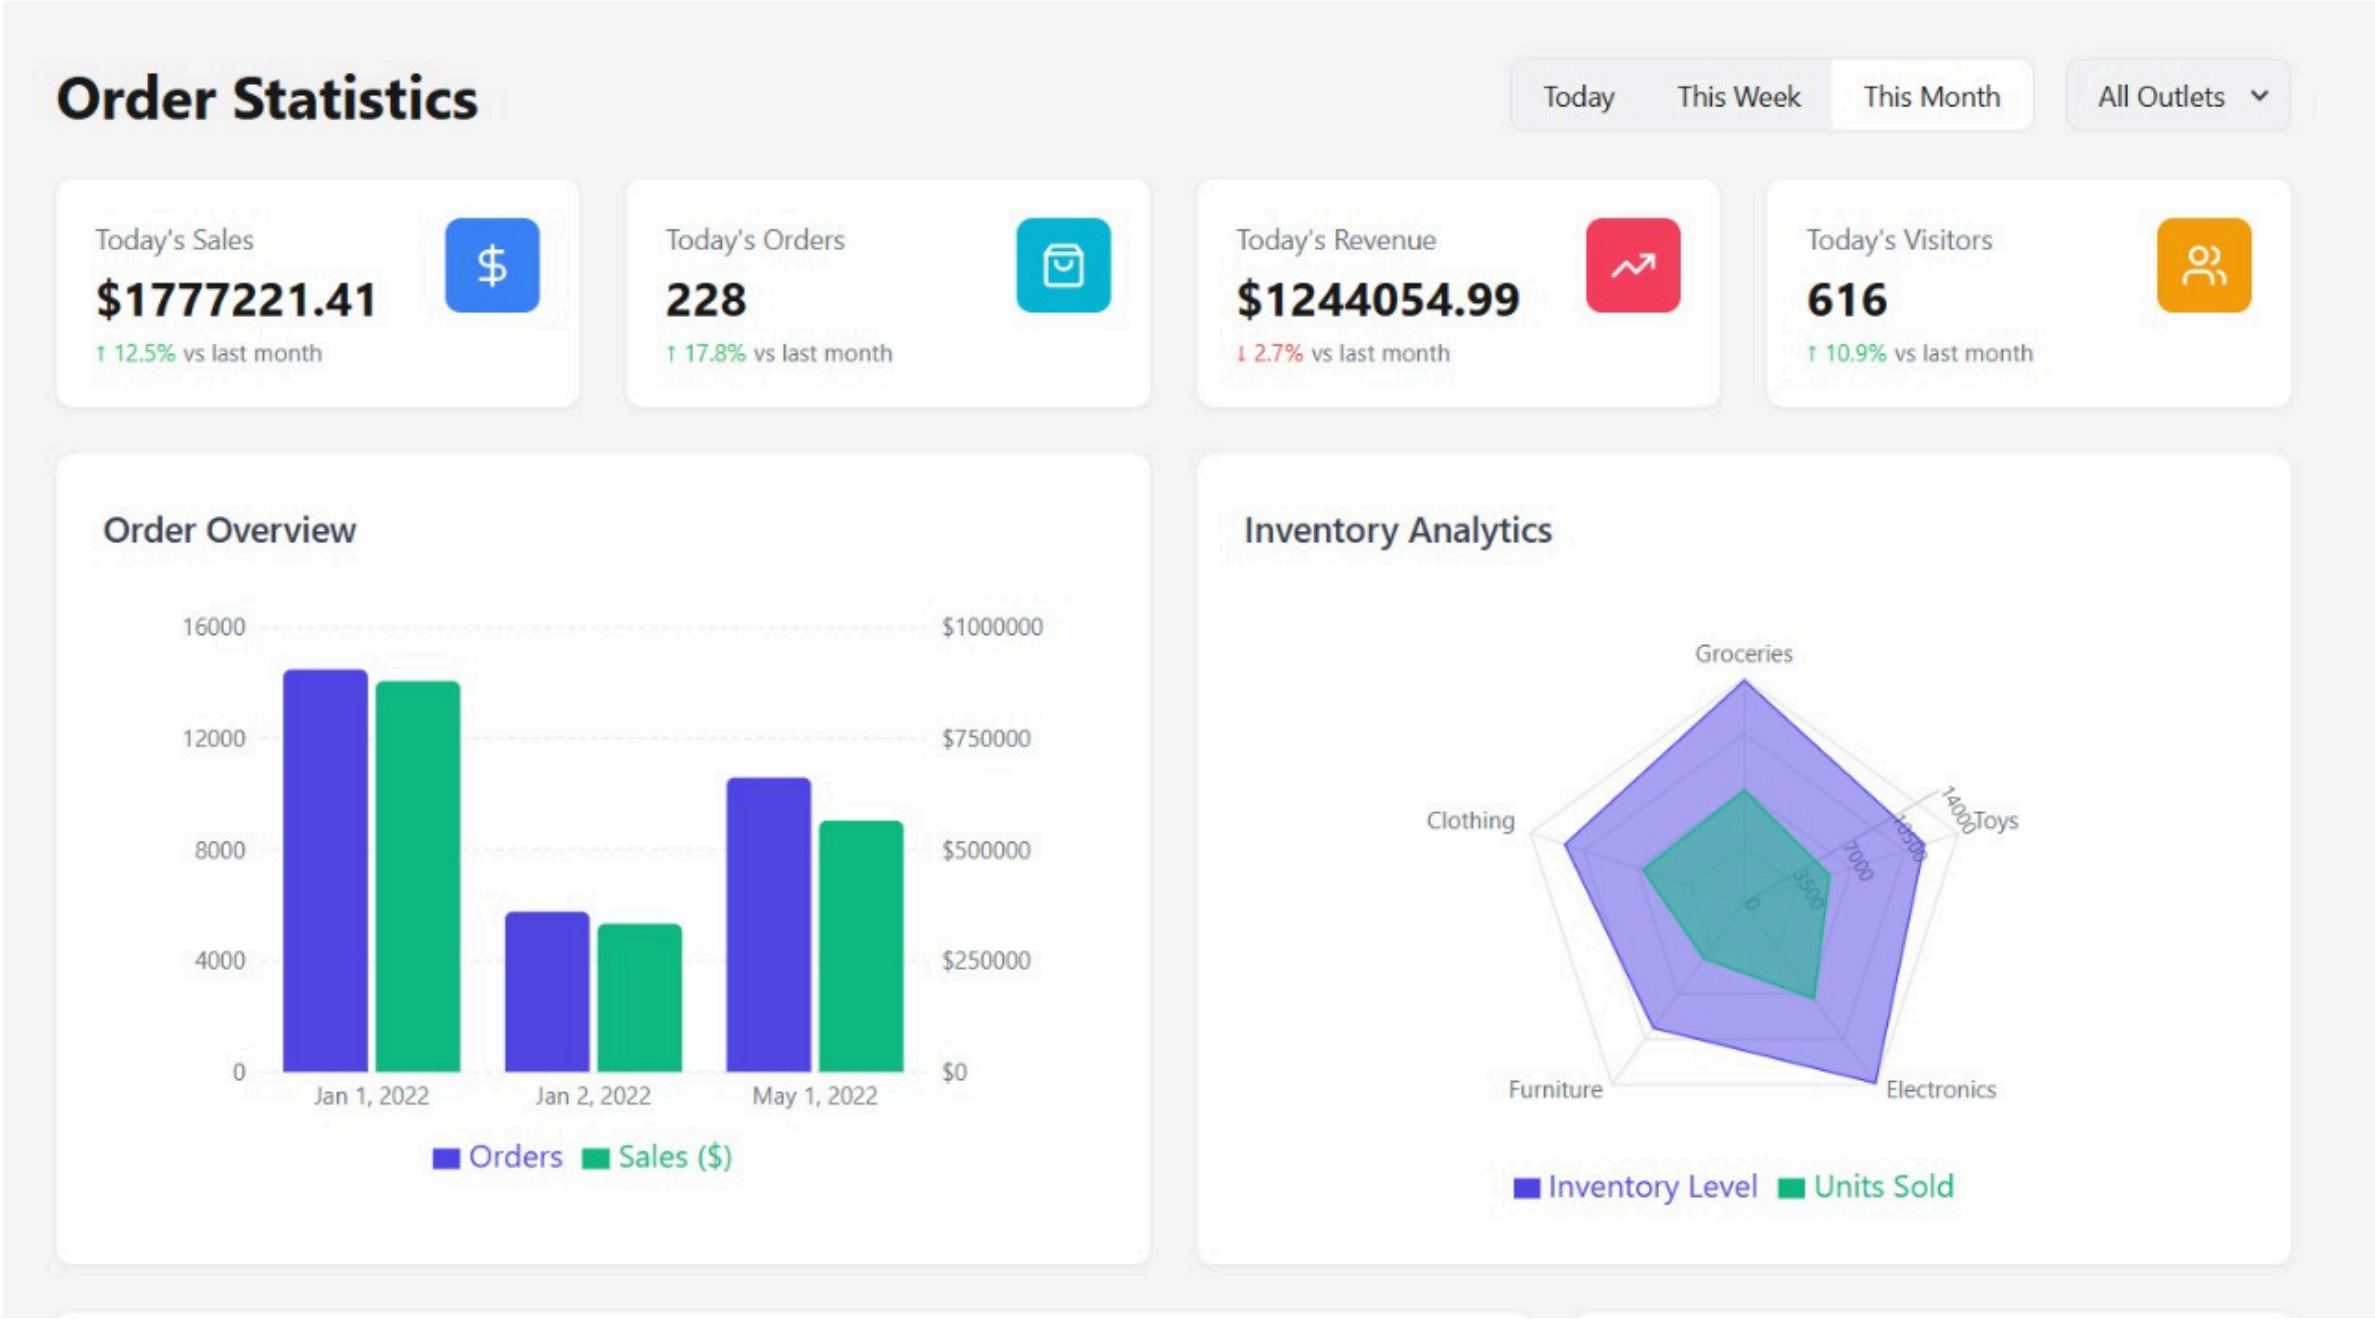 Order Statistics
Today This Week This Month All Outlets
Today's Sales
$1777221.41
↑ 12.5% vs last month
Today's Orders
228
↑ 17.8% vs last month
Today's Revenue
$1244054.99
↓ 2.7% vs last month
Today's Visitors
616
↑ 10.9% vs last month
Order Overview
16000 $1000000
12000 $750000
8000 $500000
4000 $250000
0 $0
Jan 1, 2022 Jan 2, 2022 May 1, 2022
Orders Sales ($)
Inventory Analytics
Groceries
Clothing
Toys
14000
10500
7000
3500
0
Furniture
Electronics
Inventory Level Units Sold